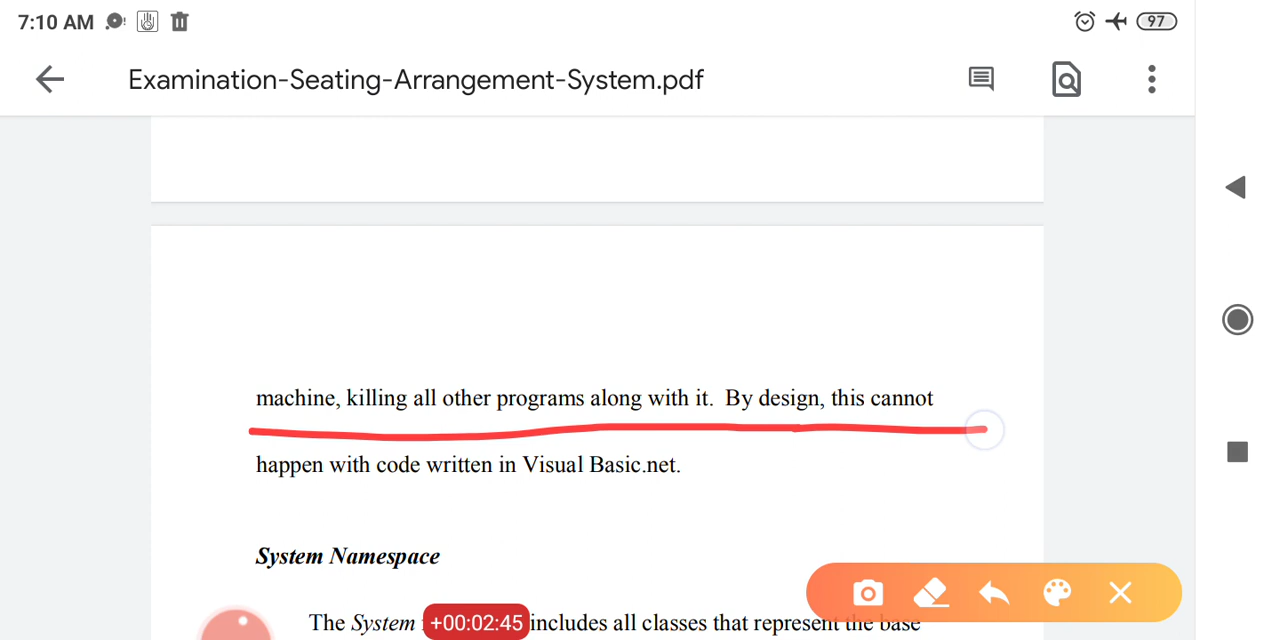 7:10 AM
97
Examination-Seating-Arrangement-System.pdf
machine, killing all other programs along with it. By design, this cannot
happen with code written in Visual Basic.net.
System Namespace
The System includes all classes that represent the base
+00:02:45